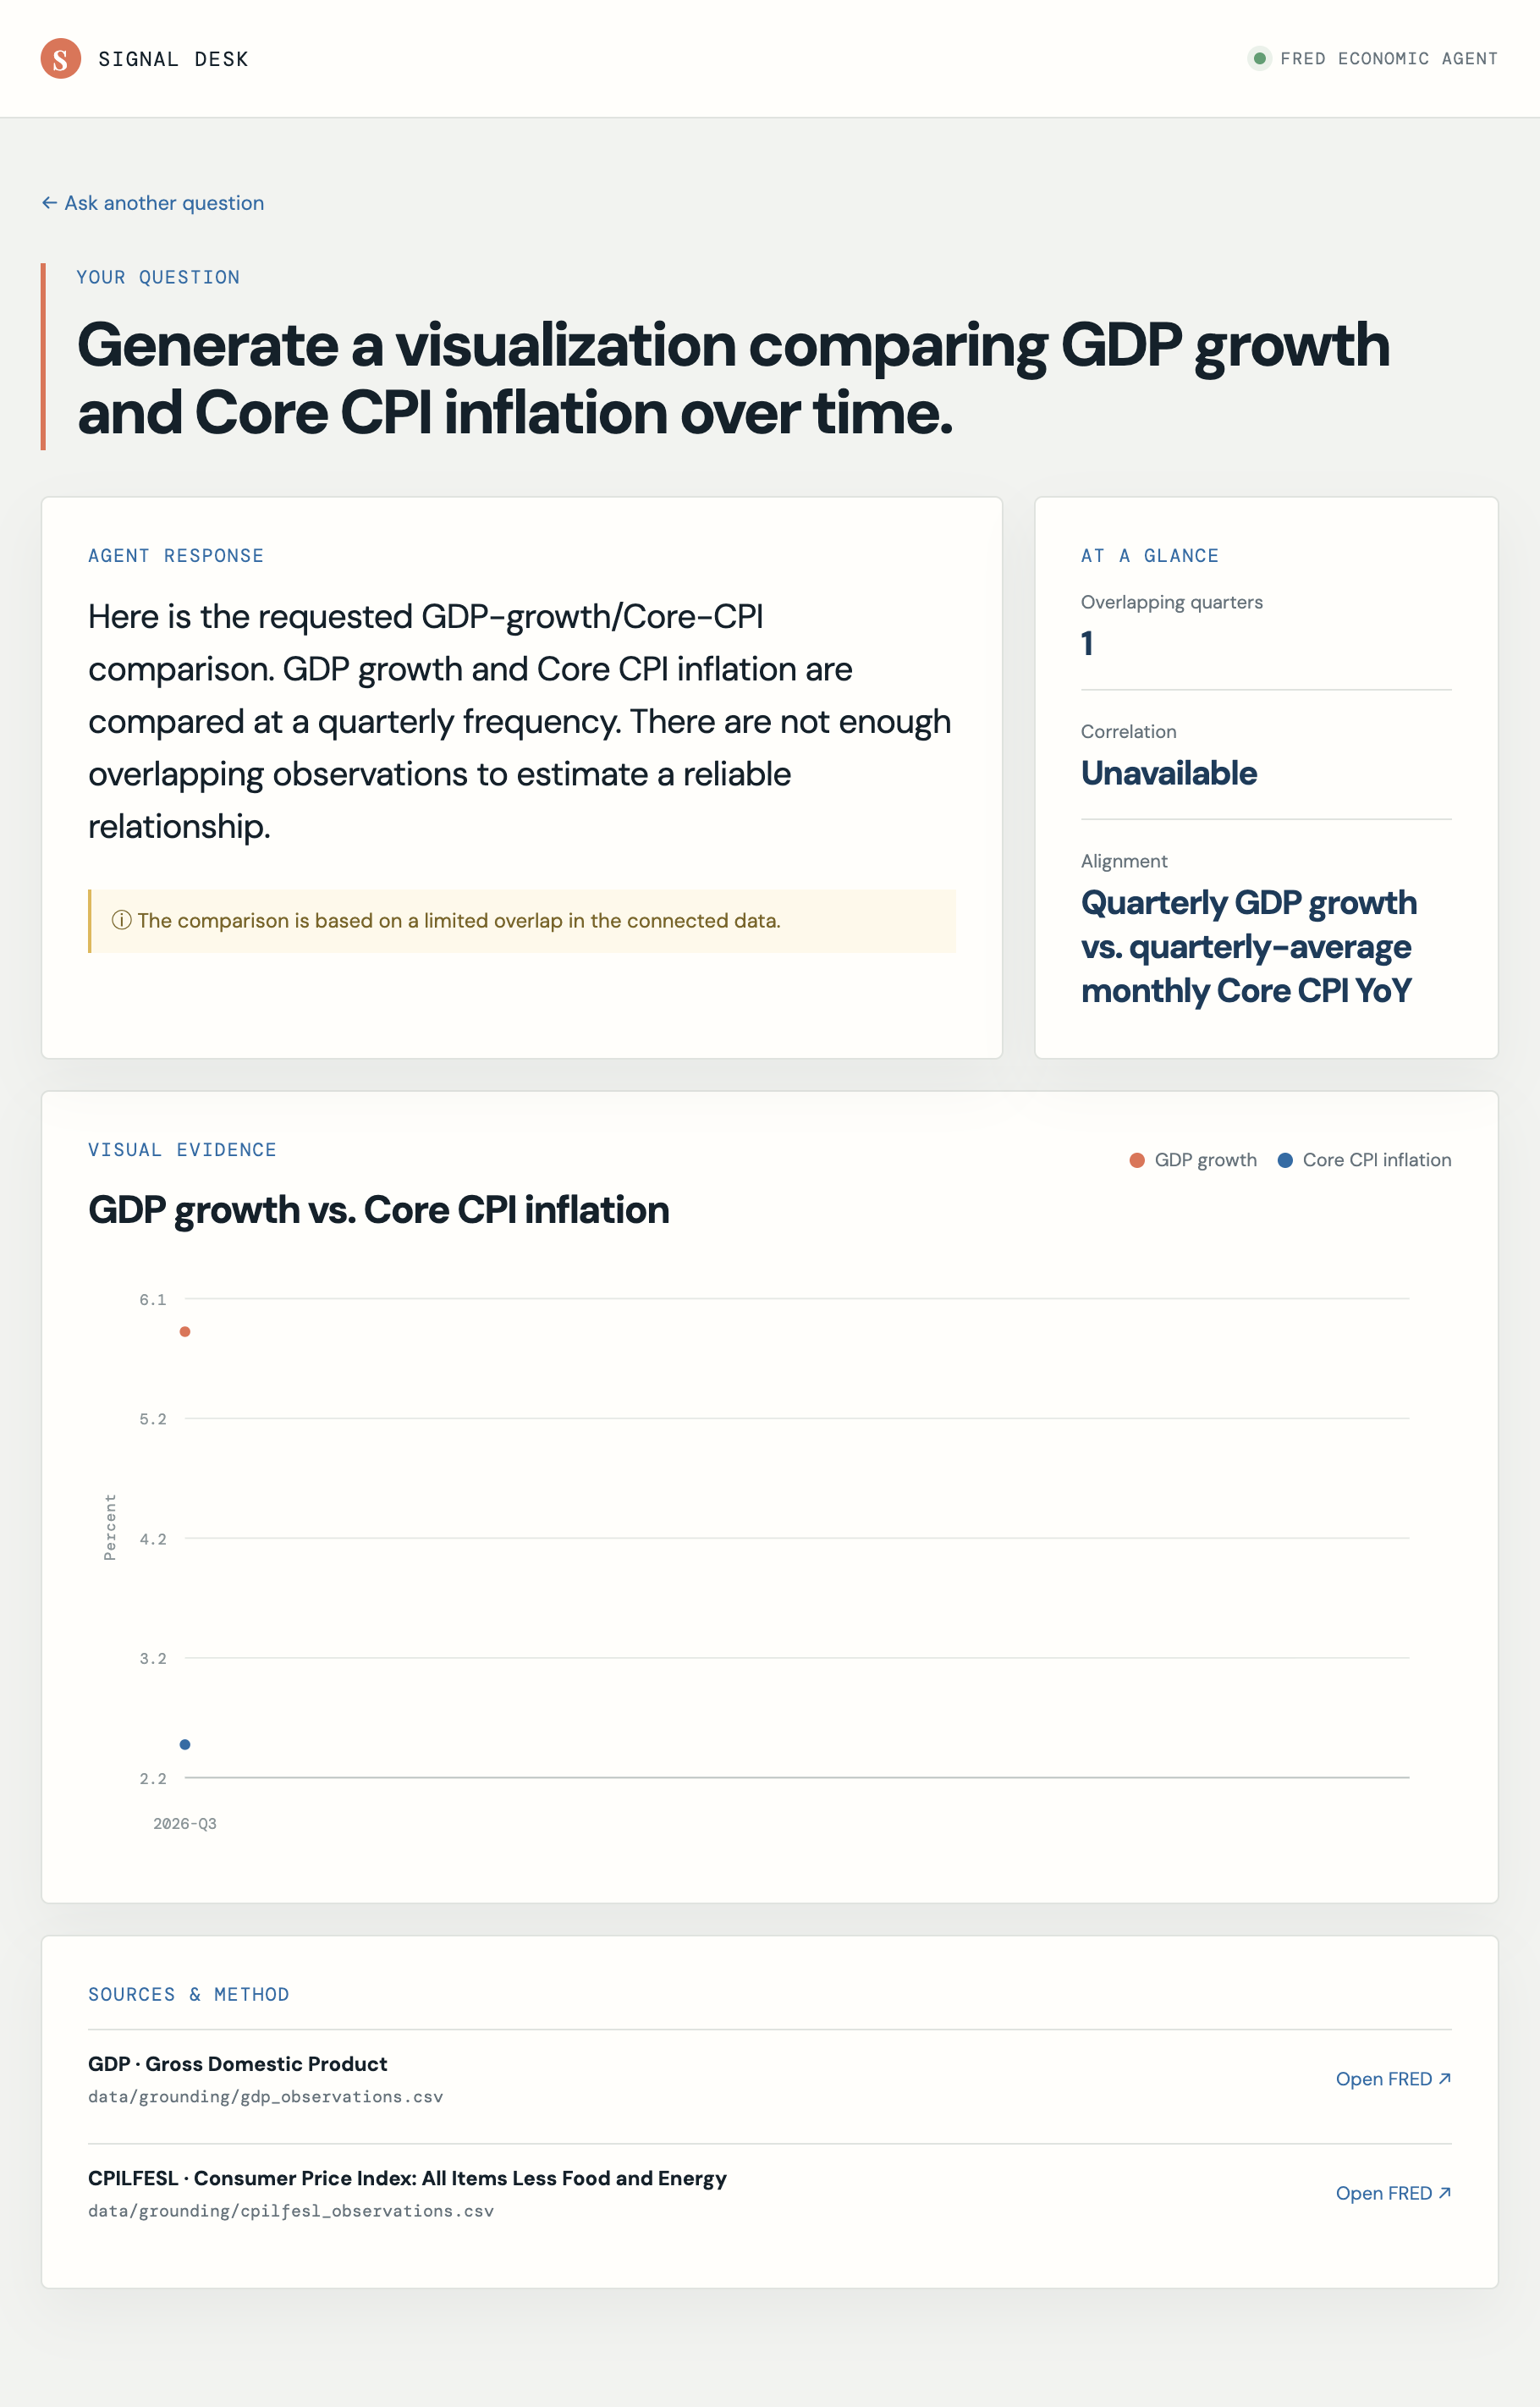 S
SIGNAL DESK
FRED ECONOMIC AGENT
← Ask another question
YOUR QUESTION
Generate a visualization comparing GDP growth
and Core CPI inflation over time.
AGENT RESPONSE
Here is the requested GDP-growth/Core-CPI
comparison. GDP growth and Core CPI inflation are
compared at a quarterly frequency. There are not enough
overlapping observations to estimate a reliable
relationship.
ⓘ The comparison is based on a limited overlap in the connected data.
AT A GLANCE
Overlapping quarters
1
Correlation
Unavailable
Alignment
Quarterly GDP growth
vs. quarterly-average
monthly Core CPI YoY
VISUAL EVIDENCE
GDP growth vs. Core CPI inflation
GDP growth
Core CPI inflation
6.1
5.2
4.2
3.2
2.2
Percent
2026-Q3
SOURCES & METHOD
GDP · Gross Domestic Product
data/grounding/gdp_observations.csv
Open FRED ↗
CPILFESL · Consumer Price Index: All Items Less Food and Energy
data/grounding/cpilfesl_observations.csv
Open FRED ↗